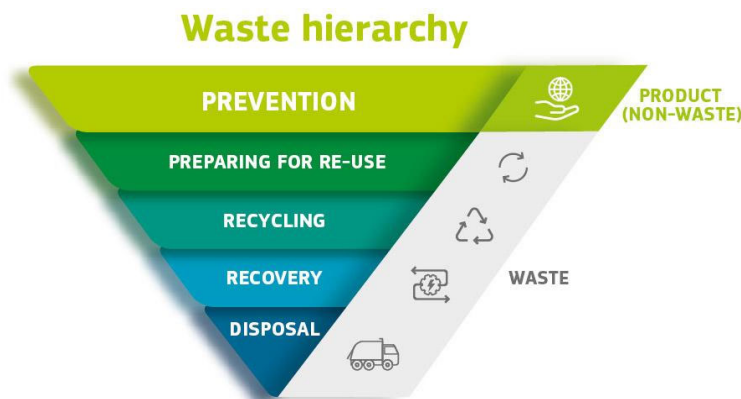 Waste hierarchy
PREVENTION
PRODUCT
(NON-WASTE)
PREPARING FOR RE-USE
RECYCLING
RECOVERY
WASTE
DISPOSAL